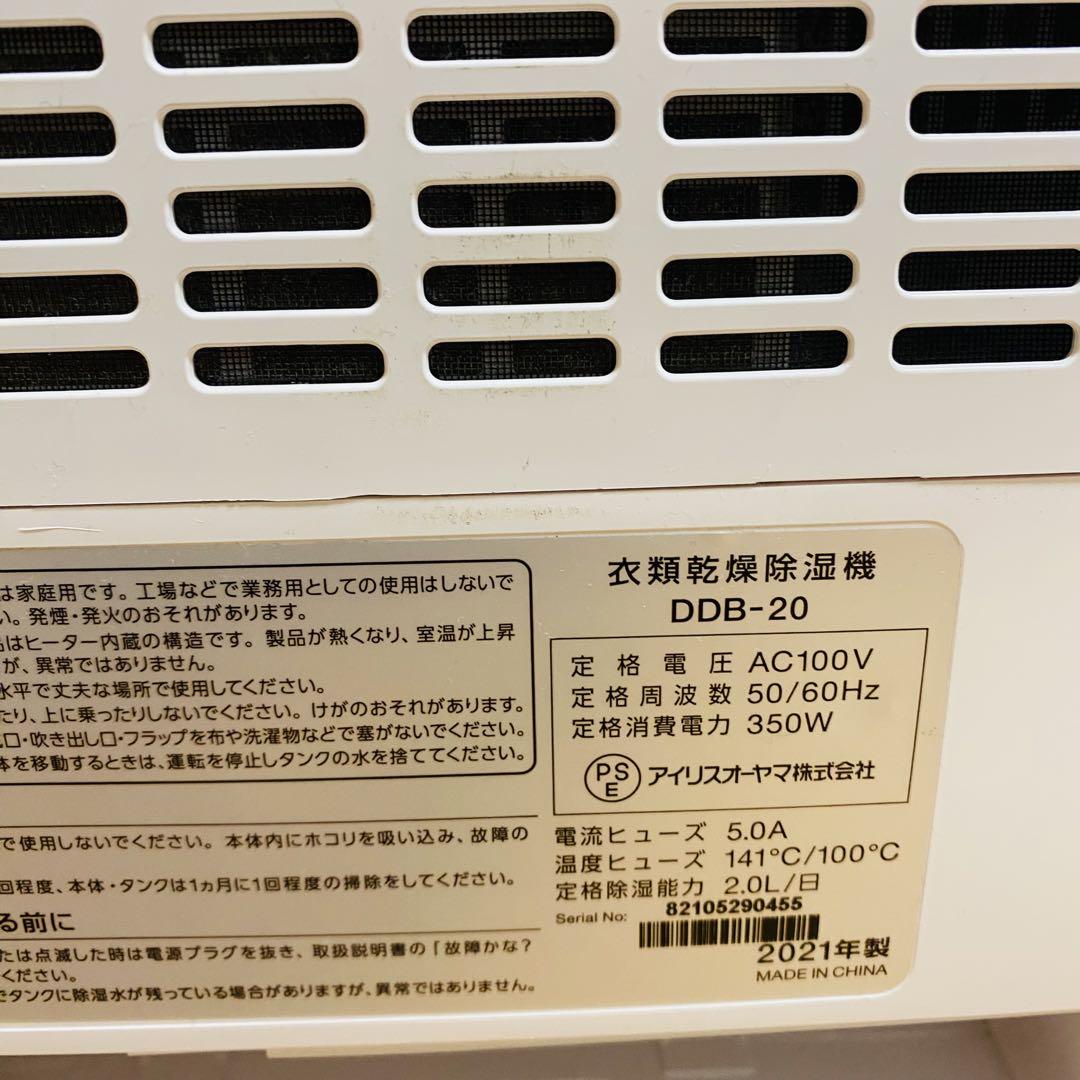 は家庭用です。工場などで業務用としての使用はしないで
い。発煙・発火のおそれがあります。
品はヒーター内蔵の構造です。製品が熱くなり、室温が上昇
が、異常ではありません。
水平で丈夫な場所で使用してください。
たり、上に乗ったりしないでください。けがのおそれがあります。
口・吹き出し口・フラップを布や洗濯物などで塞がないでください。
体を移動するときは、運転を停止しタンクの水を捨ててください。
で使用しないでください。本体内にホコリを吸い込み、故障の
回程度、本体・タンクは1ヵ月に1回程度の掃除をしてください。
る前に
たは点滅した時は電源プラグを抜き、取扱説明書の「故障かな?
ください。
でタンクに除湿水が残っている場合がありますが、異常ではありません。
衣類乾燥除湿機
DDB-20
定格電圧 AC100V
定格周波数 50/60Hz
定格消費電力 350W
PSE アイリスオーヤマ株式会社
電流ヒューズ 5.0A
温度ヒューズ 141℃/100℃
定格除湿能力 2.0L/日
Serial No: 82105290455
2021年製
MADE IN CHINA